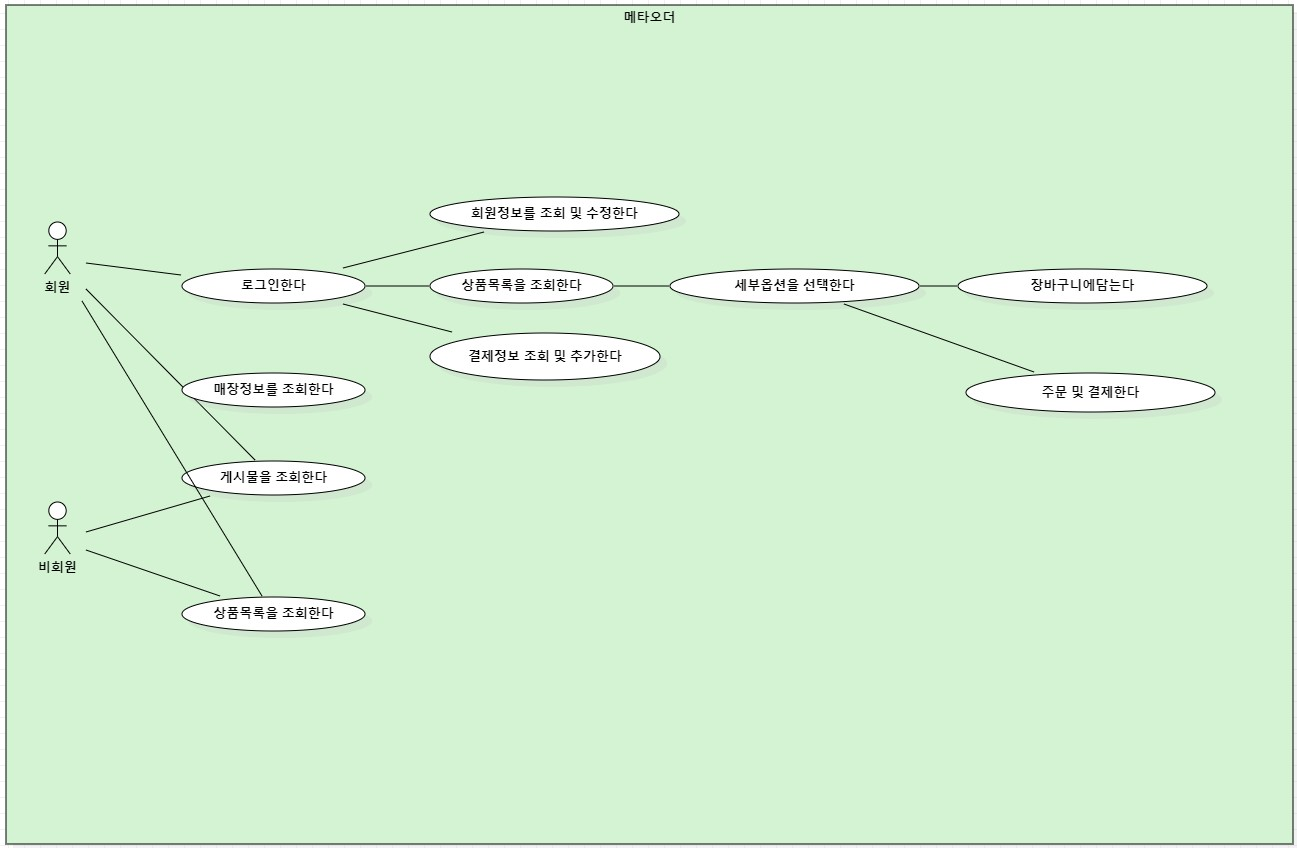 메타오더
회원정보를 조회 및 수정한다
회원
로그인한다
상품목록을 조회한다
세부옵션을 선택한다
장바구니에담는다
결제정보 조회 및 추가한다
매장정보를 조회한다
주문 및 결제한다
게시물을 조회한다
비회원
상품목록을 조회한다